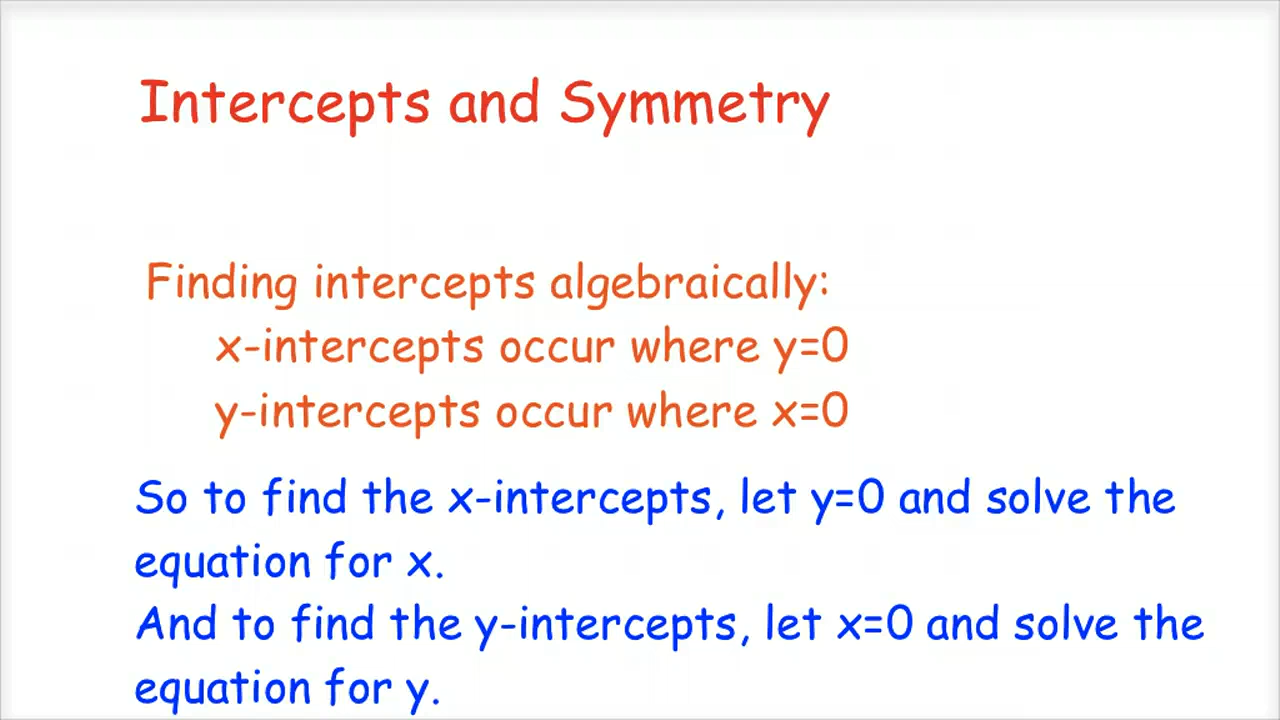 Intercepts and Symmetry
Finding intercepts algebraically:
x-intercepts occur where y=0
y-intercepts occur where x=0
So to find the x-intercepts, let y=0 and solve the
equation for x.
And to find the y-intercepts, let x=0 and solve the
equation for y.